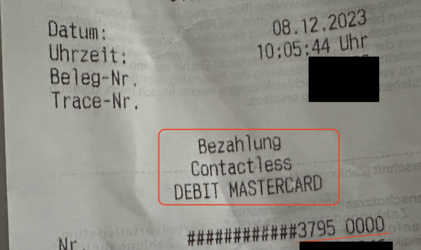 Datum: 08.12.2023
Uhrzeit: 10:05:44 Uhr
Beleg-Nr.
Trace-Nr.
Bezahlung
Contactless
DEBIT MASTERCARD
Nr. ############3795 0000